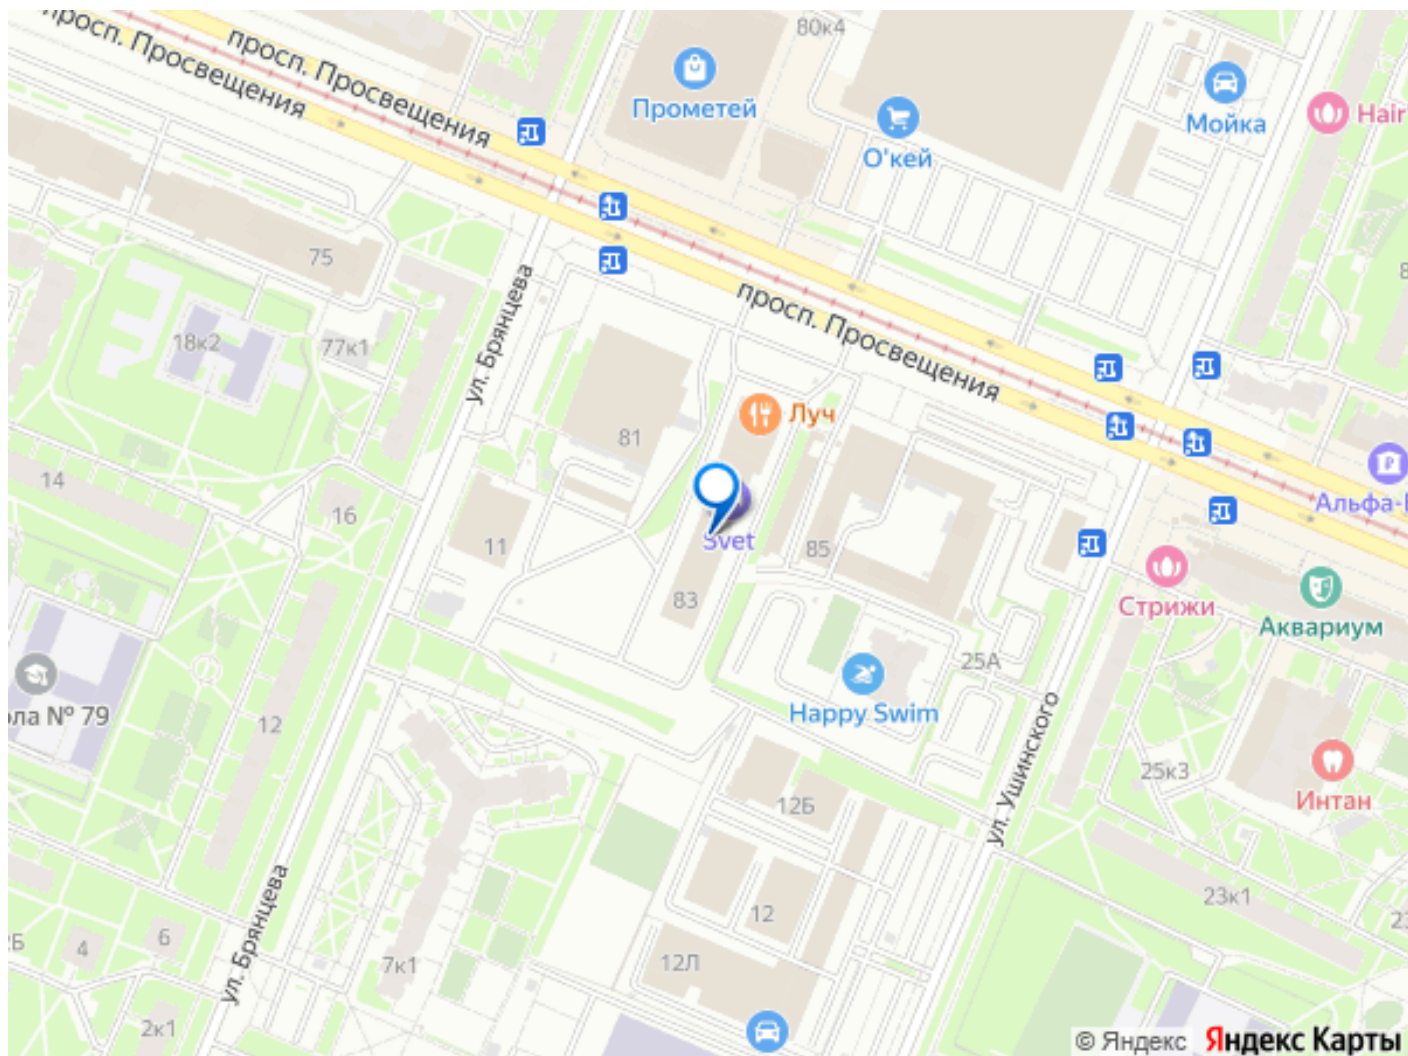 просп. Просвещения
просп. Просвещения
80к4
Прометей
О'кей
Мойка
Hair
75
18к2
77к1
ул. Брянцева
просп. Просвещения
Луч
81
14
16
11
Svet
85
83
Альфа-
Стрижи
Аквариум
25А
Happy Swim
ола № 79
12
12Б
ул. Ушинского
25к3
Интан
ул. Брянцева
4
6
7к1
12
12Л
23к1
2к1
© Яндекс Яндекс Карты